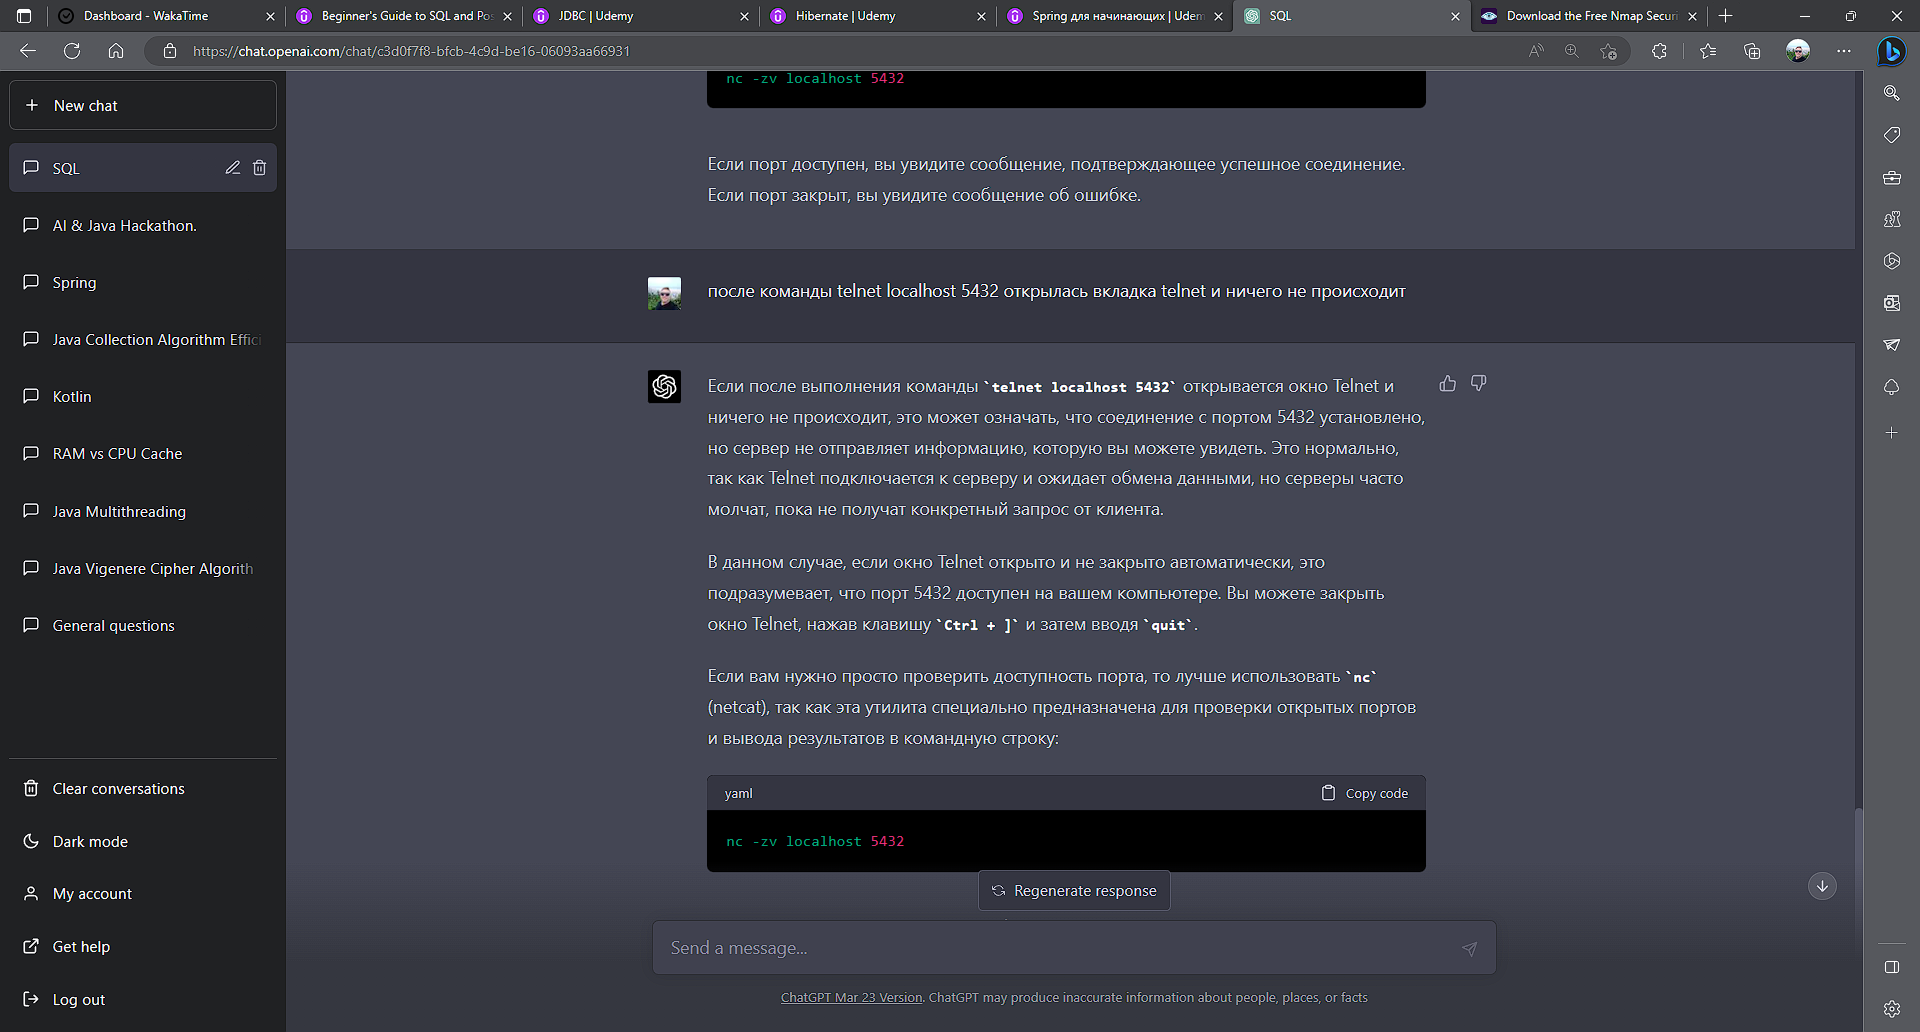 Dashboard - WakaTime
Beginner's Guide to SQL and Pos
JDBC | Udemy
Hibernate | Udemy
Spring для начинающих | Udem
SQL
Download the Free Nmap Securi
https://chat.openai.com/chat/c3d0f7f8-bfcb-4c9d-be16-06093aa66931
New chat
SQL
AI & Java Hackathon.
Spring
Java Collection Algorithm Effici
Kotlin
RAM vs CPU Cache
Java Multithreading
Java Vigenere Cipher Algorith
General questions
Clear conversations
Dark mode
My account
Get help
Log out
nc -zv localhost 5432
Если порт доступен, вы увидите сообщение, подтверждающее успешное соединение.
Если порт закрыт, вы увидите сообщение об ошибке.
после команды telnet localhost 5432 открылась вкладка telnet и ничего не происходит
Если после выполнения команды `telnet localhost 5432` открывается окно Telnet и
ничего не происходит, это может означать, что соединение с портом 5432 установлено,
но сервер не отправляет информацию, которую вы можете увидеть. Это нормально,
так как Telnet подключается к серверу и ожидает обмена данными, но серверы часто
молчат, пока не получат конкретный запрос от клиента.
В данном случае, если окно Telnet открыто и не закрыто автоматически, это
подразумевает, что порт 5432 доступен на вашем компьютере. Вы можете закрыть
окно Telnet, нажав клавишу `Ctrl + ]` и затем вводя `quit`.
Если вам нужно просто проверить доступность порта, то лучше использовать `nc`
(netcat), так как эта утилита специально предназначена для проверки открытых портов
и вывода результатов в командную строку:
yaml
Copy code
nc -zv localhost 5432
Regenerate response
Send a message...
ChatGPT Mar 23 Version. ChatGPT may produce inaccurate information about people, places, or facts